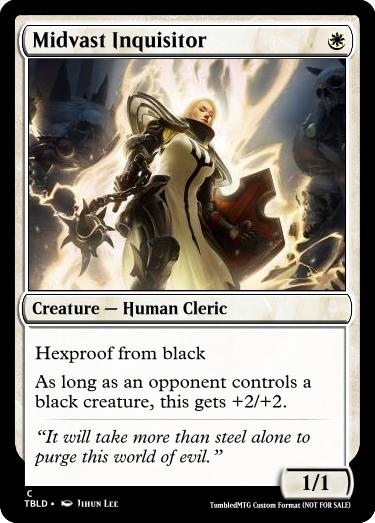 Midvast Inquisitor
Creature — Human Cleric
Hexproof from black
As long as an opponent controls a
black creature, this gets +2/+2.
“It will take more than steel alone to
purge this world of evil.”
1/1
C
TBLD • Jihun Lee
TumbledMTG Custom Format (NOT FOR SALE)